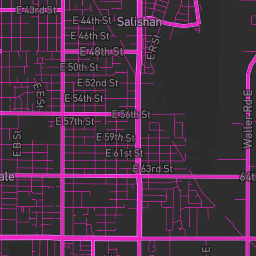 E 43rd St
E 44th St
Salishan
E 46th St
E R St
E 48th St
E 50th St
E 52nd St
E E St
E 54th St
E 56th St
E 57th St
E B St
E 59th St
Waller Rd E
E 61st St
E 63rd St
ate
64th
E